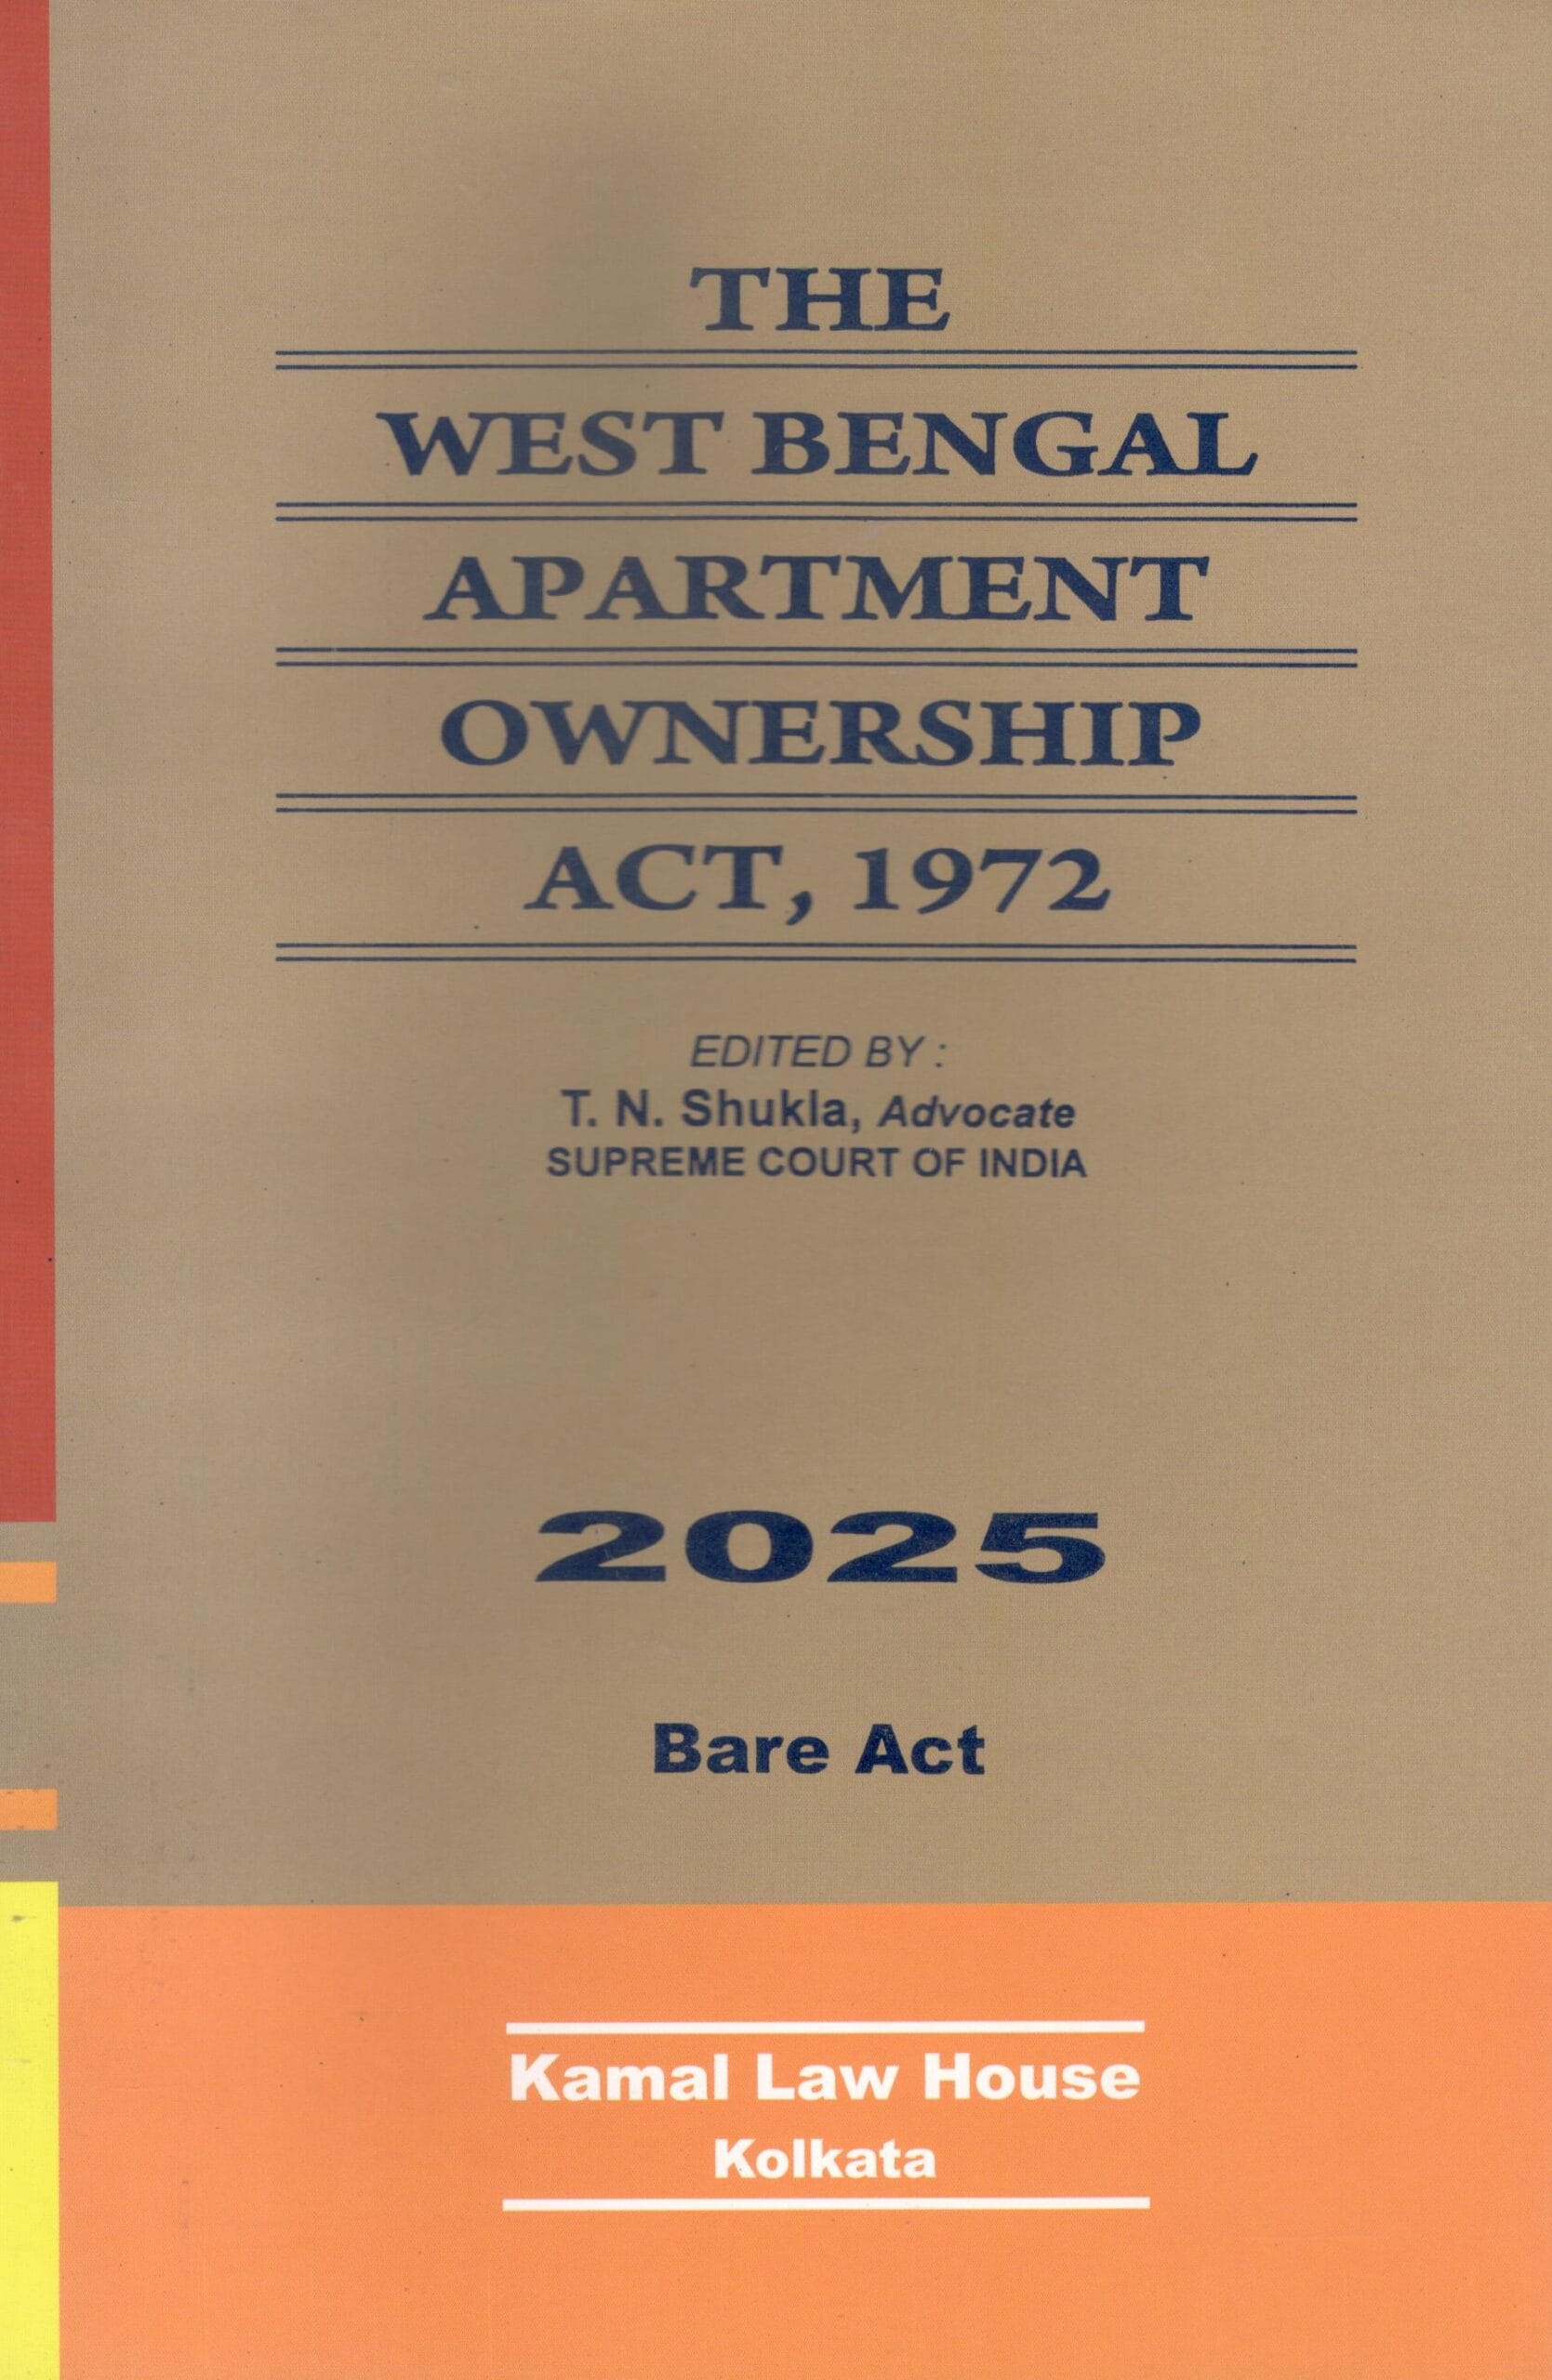 THE
WEST BENGAL
APARTMENT
OWNERSHIP
ACT, 1972
EDITED BY :
T. N. Shukla, Advocate
SUPREME COURT OF INDIA
2025
Bare Act
Kamal Law House
Kolkata